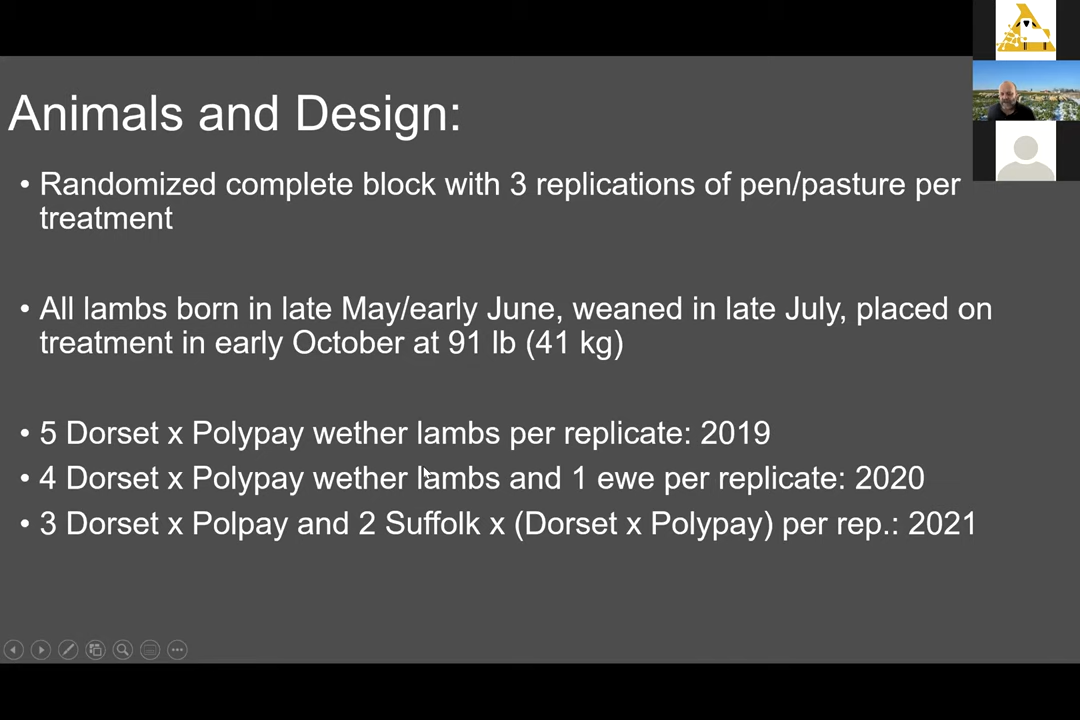 Animals and Design:
• Randomized complete block with 3 replications of pen/pasture per
treatment
• All lambs born in late May/early June, weaned in late July, placed on
treatment in early October at 91 lb (41 kg)
• 5 Dorset x Polypay wether lambs per replicate: 2019
• 4 Dorset x Polypay wether lambs and 1 ewe per replicate: 2020
• 3 Dorset x Polpay and 2 Suffolk x (Dorset x Polypay) per rep.: 2021